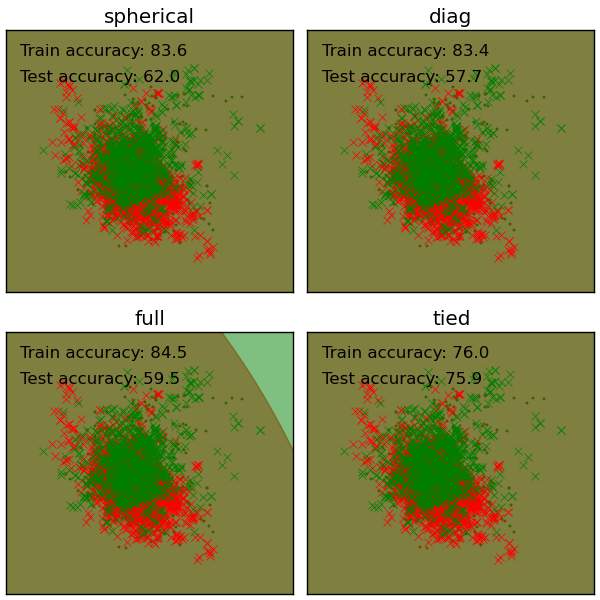 spherical
Train accuracy: 83.6
Test accuracy: 62.0
diag
Train accuracy: 83.4
Test accuracy: 57.7
full
Train accuracy: 84.5
Test accuracy: 59.5
tied
Train accuracy: 76.0
Test accuracy: 75.9